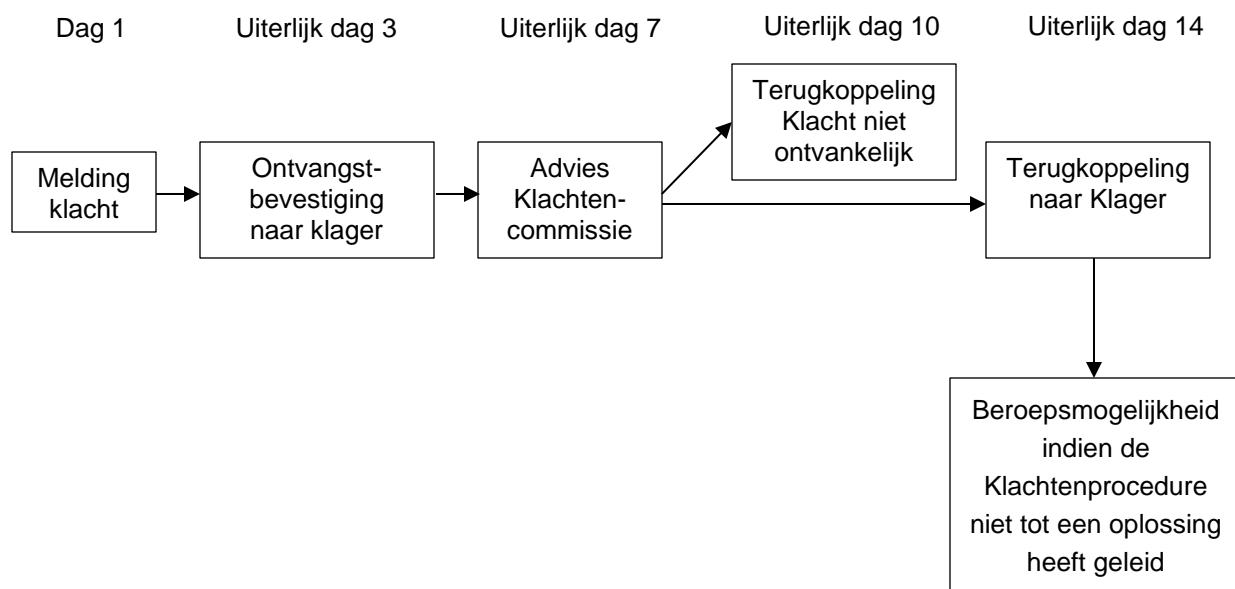 Dag 1
Uiterlijk dag 3
Uiterlijk dag 7
Uiterlijk dag 10
Uiterlijk dag 14
Melding
klacht
Ontvangst-
bevestiging
naar klager
Advies
Klachten-
commissie
Terugkoppeling
Klacht niet
ontvankelijk
Terugkoppeling
naar Klager
Beroepsmogelijkheid
indien de
Klachtenprocedure
niet tot een oplossing
heeft geleid